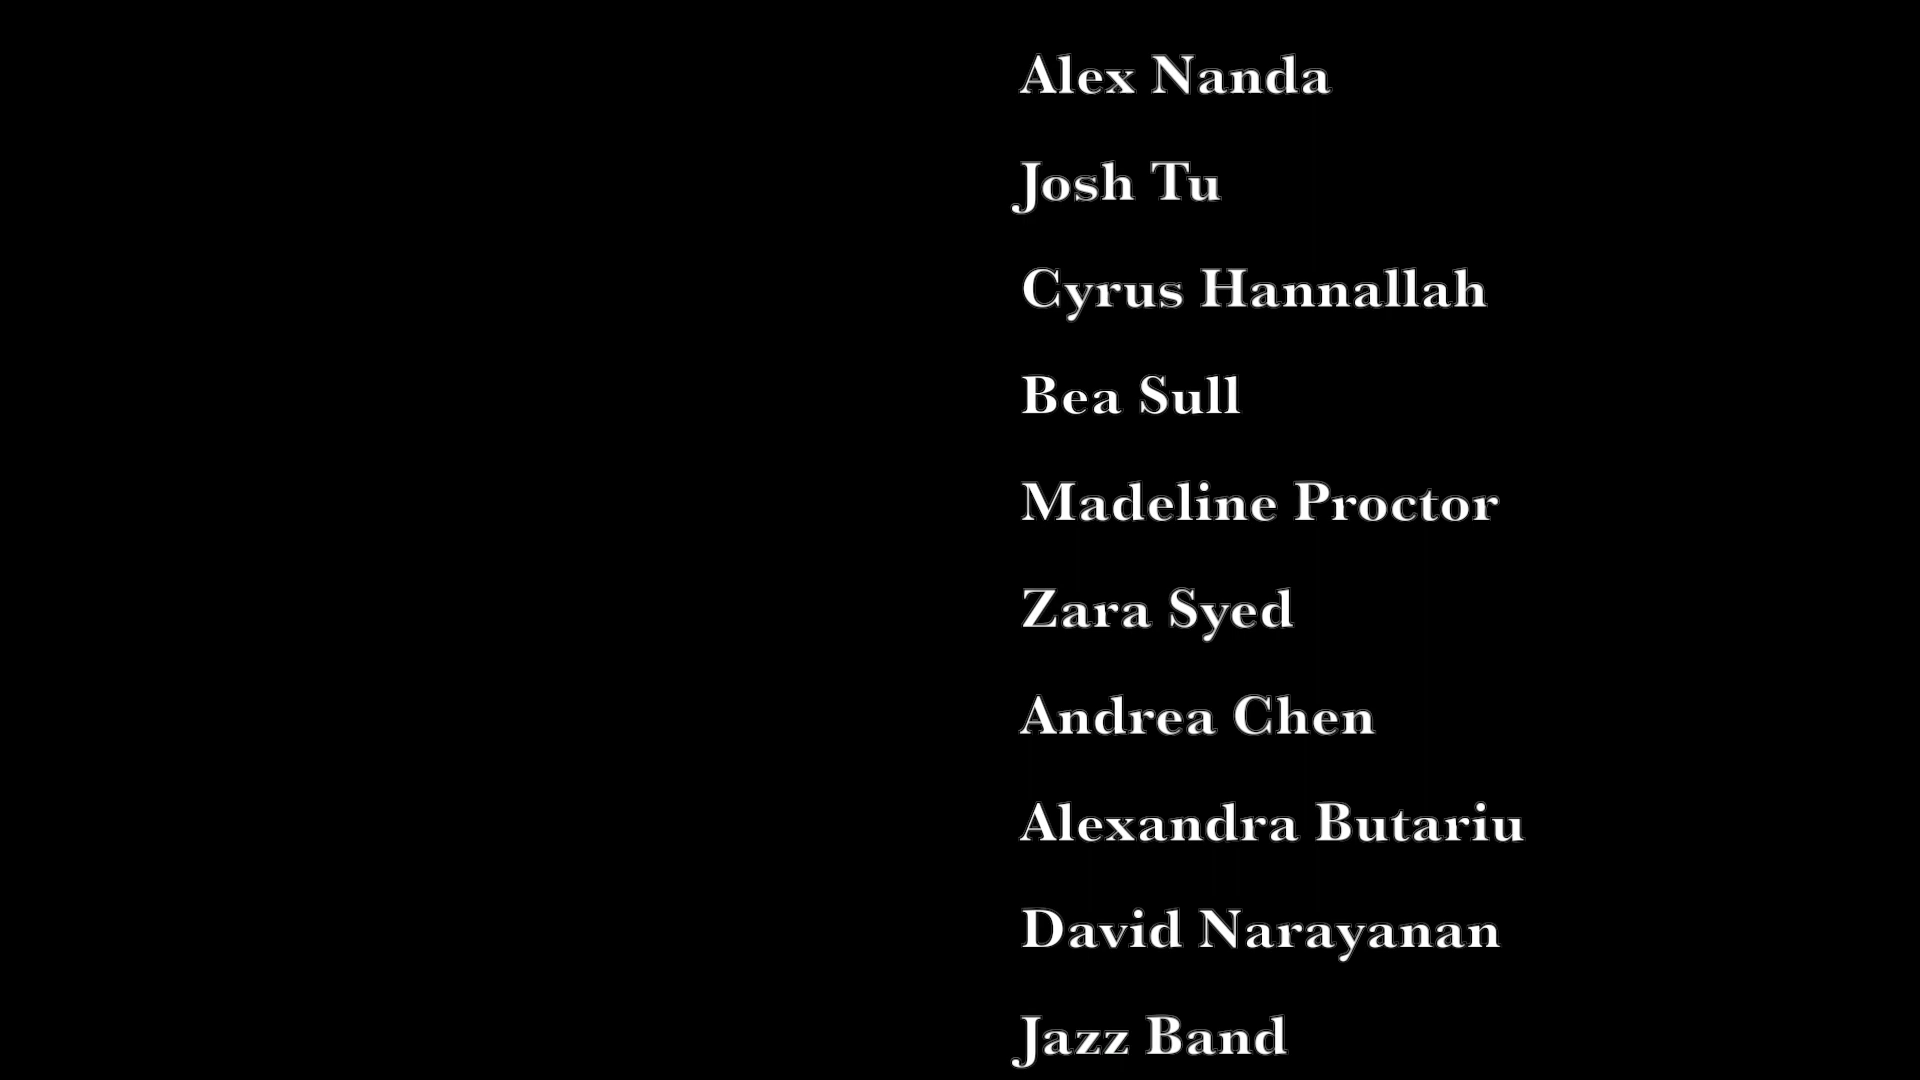 Alex Nanda
Josh Tu
Cyrus Hannallah
Bea Sull
Madeline Proctor
Zara Syed
Andrea Chen
Alexandra Butariu
David Narayanan
Jazz Band